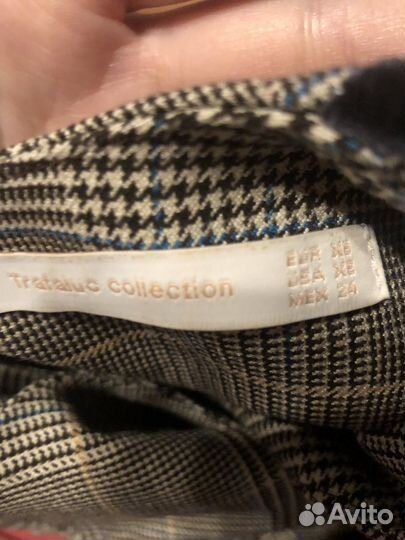 Trafaluc collection
EUR XS
USA XS
MEX 24
Avito